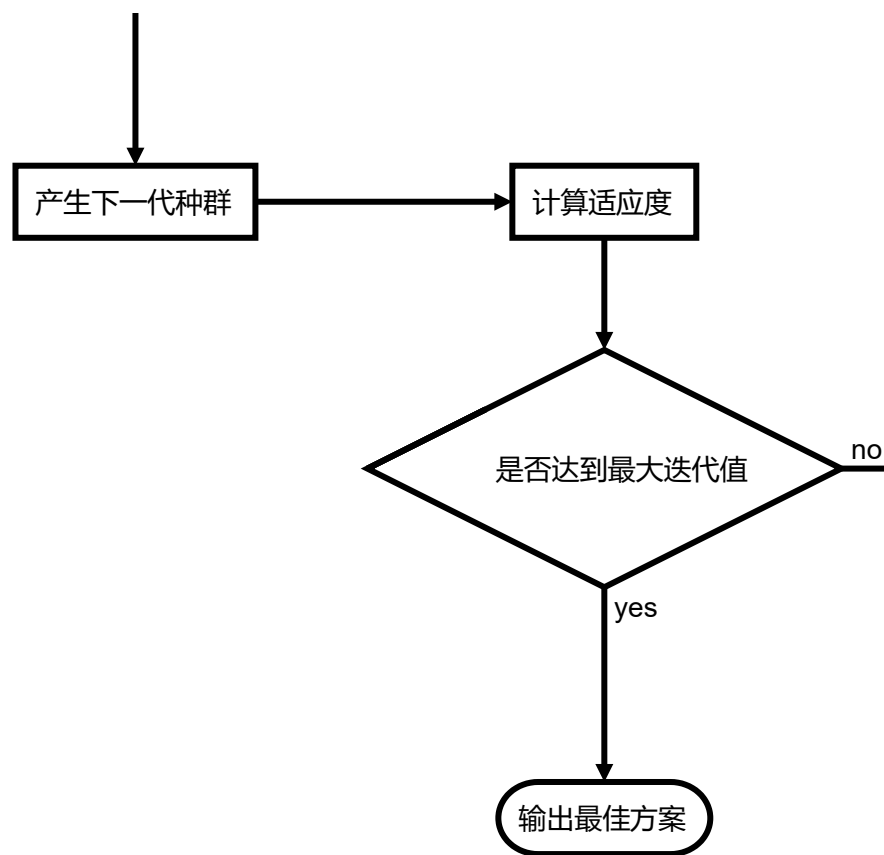 产生下一代种群
计算适应度
是否达到最大迭代值
no
yes
输出最佳方案